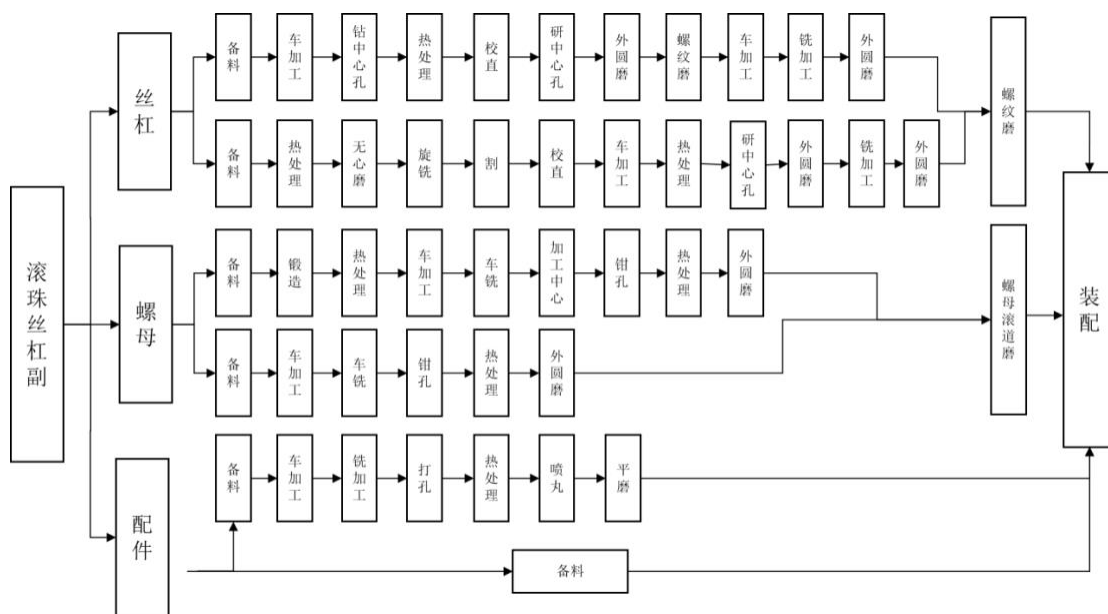 滚珠丝杠副
丝杠
备料
车加工
钻中心孔
热处理
校直
研中心孔
外圆磨
螺纹磨
车加工
铣加工
外圆磨
备料
热处理
无心磨
旋铣
割
校直
车加工
热处理
研中心孔
外圆磨
铣加工
外圆磨
螺纹磨
螺母
备料
锻造
热处理
车加工
车铣
加工中心
钳孔
热处理
外圆磨
备料
车加工
车铣
钳孔
热处理
外圆磨
螺母滚道磨
配件
备料
车加工
铣加工
打孔
热处理
喷丸
平磨
备料
装配